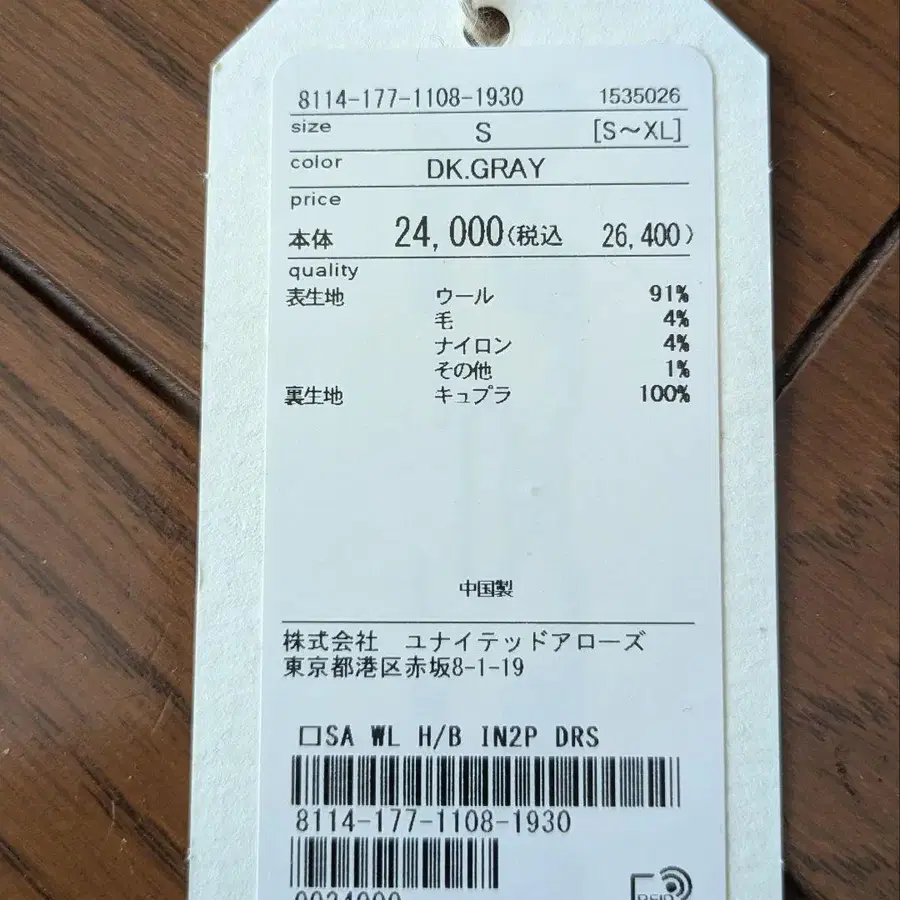 8114-177-1108-1930 1535026
size S [S～XL]
color DK.GRAY
price
本体 24,000(税込 26,400)
quality
表生地 ウール 91%
毛 4%
ナイロン 4%
その他 1%
裏生地 キュプラ 100%
中国製
株式会社 ユナイテッドアローズ
東京都港区赤坂8-1-19
□SA WL H/B IN2P DRS
8114-177-1108-1930
0024000
RFID